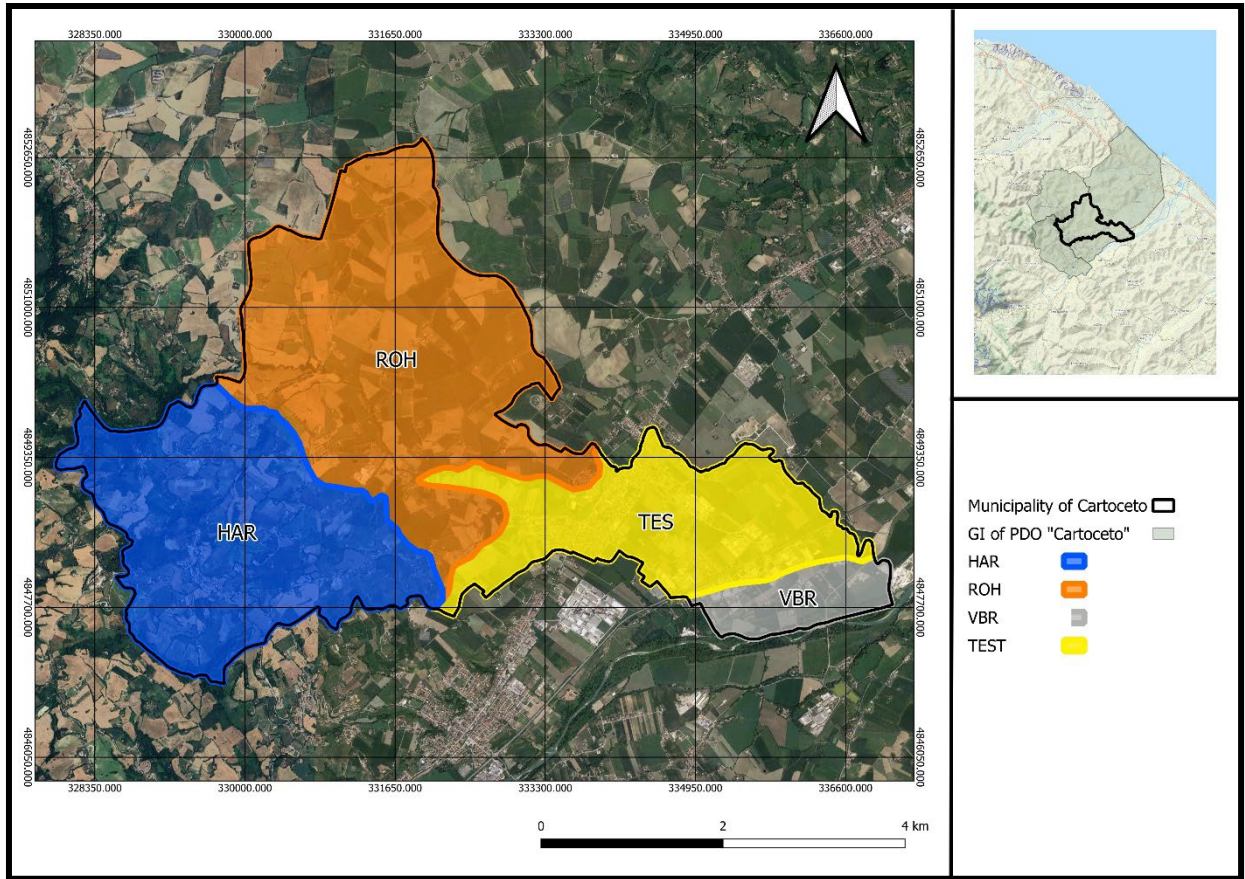 328350.000 330000.000 331650.000 333300.000 334950.000 336600.000
4852650.000 4852650.000
4851000.000 4851000.000
ROH
4849350.000 4849350.000
HAR
TES
VBR
4847700.000 4847700.000
4846050.000 4846050.000
328350.000 330000.000 331650.000 333300.000 334950.000 336600.000
0 2 4 km
Municipality of Cartoceto
GI of PDO "Cartoceto"
HAR
ROH
VBR
TEST